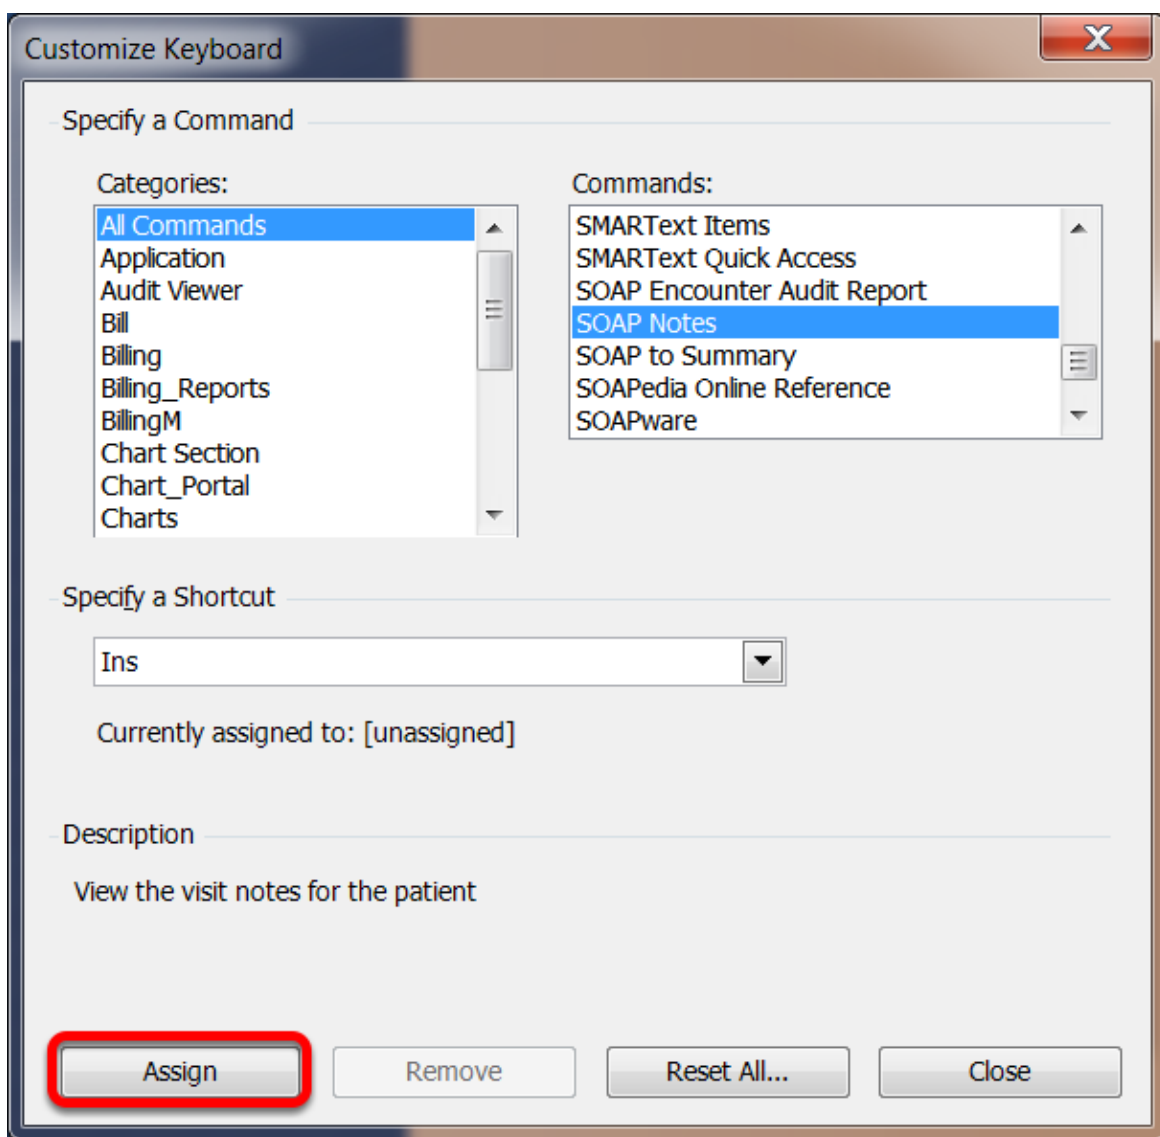 Customize Keyboard
Specify a Command
Categories:
All Commands
Application
Audit Viewer
Bill
Billing
Billing_Reports
BillingM
Chart Section
Chart_Portal
Charts
Commands:
SMARText Items
SMARText Quick Access
SOAP Encounter Audit Report
SOAP Notes
SOAP to Summary
SOAPedia Online Reference
SOAPware
Specify a Shortcut
Ins
Currently assigned to: [unassigned]
Description
View the visit notes for the patient
Assign Remove Reset All... Close